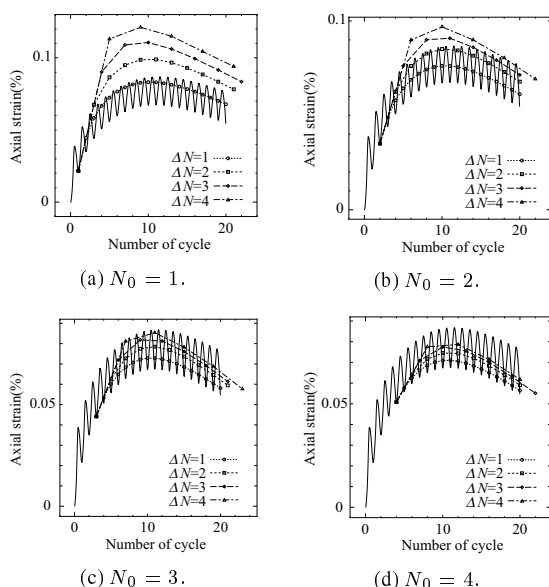 0.1
0
Axial strain(%)
ΔN=1
ΔN=2
ΔN=3
ΔN=4
0 10 20
Number of cycle
(a) N₀ = 1.
0.1
0
Axial strain(%)
ΔN=1
ΔN=2
ΔN=3
ΔN=4
0 10 20
Number of cycle
(b) N₀ = 2.
0.05
0
Axial strain(%)
ΔN=1
ΔN=2
ΔN=3
ΔN=4
0 10 20
Number of cycle
(c) N₀ = 3.
0.05
0
Axial strain(%)
ΔN=1
ΔN=2
ΔN=3
ΔN=4
0 10 20
Number of cycle
(d) N₀ = 4.